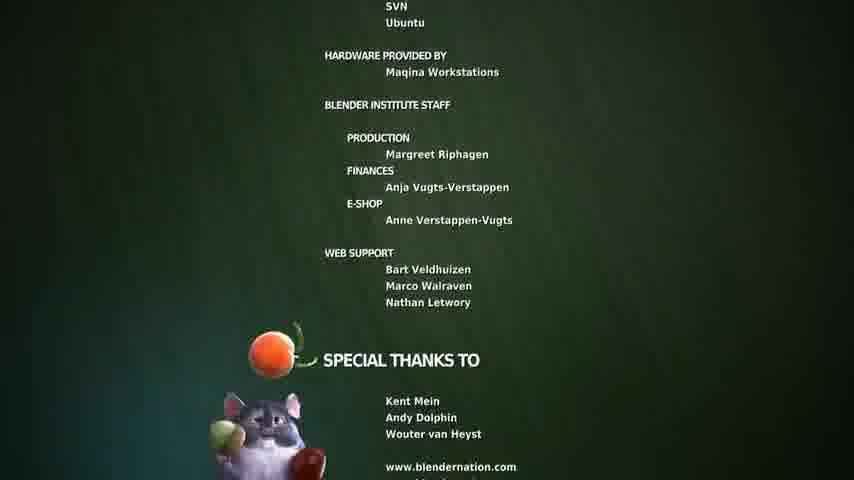 SVN
Ubuntu
HARDWARE PROVIDED BY
Maqina Workstations
BLENDER INSTITUTE STAFF
PRODUCTION
Margreet Riphagen
FINANCES
Anja Vugts-Verstappen
E-SHOP
Anne Verstappen-Vugts
WEB SUPPORT
Bart Veldhuizen
Marco Walraven
Nathan Letwory
SPECIAL THANKS TO
Kent Mein
Andy Dolphin
Wouter van Heyst
www.blendernation.com